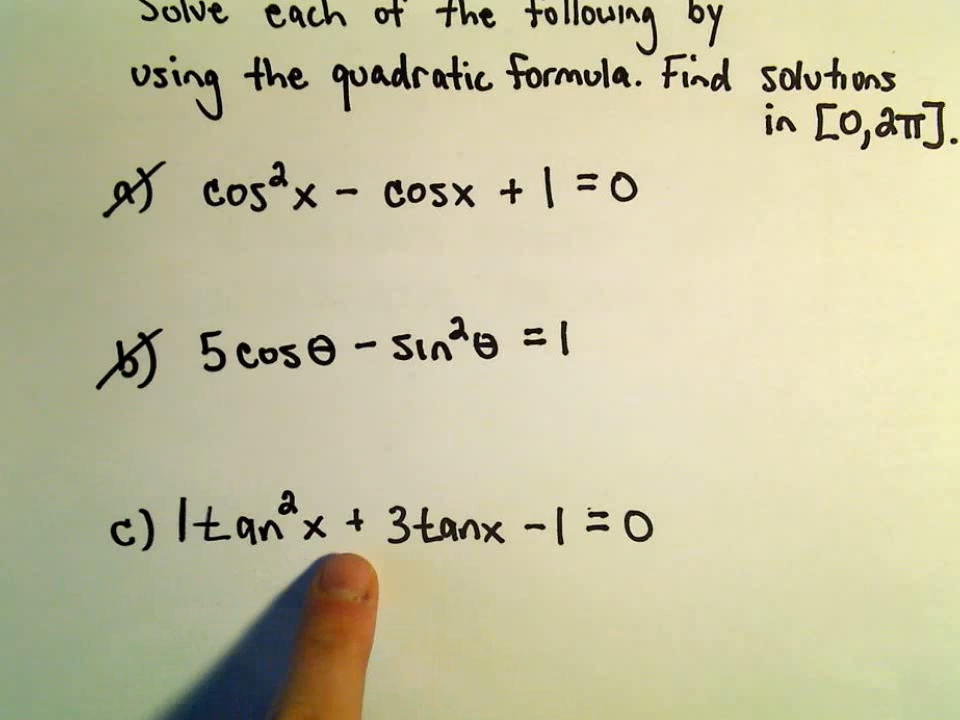 Solve each of the following by
using the quadratic formula. Find solutions
in [0,2π].
a) cos²x - cosx + 1 = 0
b) 5cosθ - sin²θ = 1
c) 1tan²x + 3tanx - 1 = 0